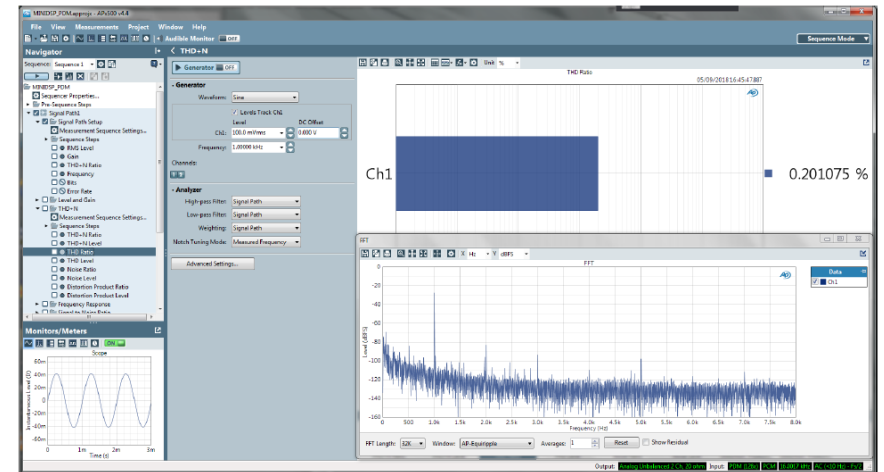 MINIDSP_PDM.approjx - APx500 v4.4
File View Measurements Project Window Help
Audible Monitor OFF
Sequence Mode
Navigator
THD+N
Sequence: Sequence 1
MINIDSP_PDM
Sequencer Properties...
Pre-Sequence Steps
Signal Path1
Signal Path Setup
Measurement Sequence Settings...
Sequence Steps
RMS Level
Gain
THD+N Ratio
Frequency
Bits
Error Rate
Level and Gain
THD+N
Measurement Sequence Settings...
Sequence Steps
THD+N Ratio
THD+N Level
THD Ratio
THD Level
Noise Ratio
Noise Level
Distortion Product Ratio
Distortion Product Level
Frequency Response
Signal to Noise Ratio
Generator OFF
Generator
Waveform: Sine
Levels Track Ch1
Level DC Offset
Ch1: 100.0 mVrms 0.000 V
Frequency: 1.00000 kHz
Channels:
Analyzer
High-pass Filter: Signal Path
Low-pass Filter: Signal Path
Weighting: Signal Path
Notch Tuning Mode: Measured Frequency
Advanced Settings...
Unit %
THD Ratio
Ch1
0.201075 %
FFT
X Hz Y dBFS
FFT
Data
Ch1
Level (dBFS)
0
-20
-40
-60
-80
-100
-120
-140
-160
0 500 1.0k 1.5k 2.0k 2.5k 3.0k 3.5k 4.0k 4.5k 5.0k 5.5k 6.0k 6.5k 7.0k 7.5k 8.0k
Frequency (Hz)
FFT Length: 32K Window: AP-Equiripple Averages: 1 Reset Show Residual
Monitors/Meters
ON
Scope
Instantaneous Level (D)
60m
40m
20m
0
-20m
-40m
-60m
0 1m 2m 3m
Time (s)
Output: Analog Unbalanced 2 Ch, 20 ohm Input: